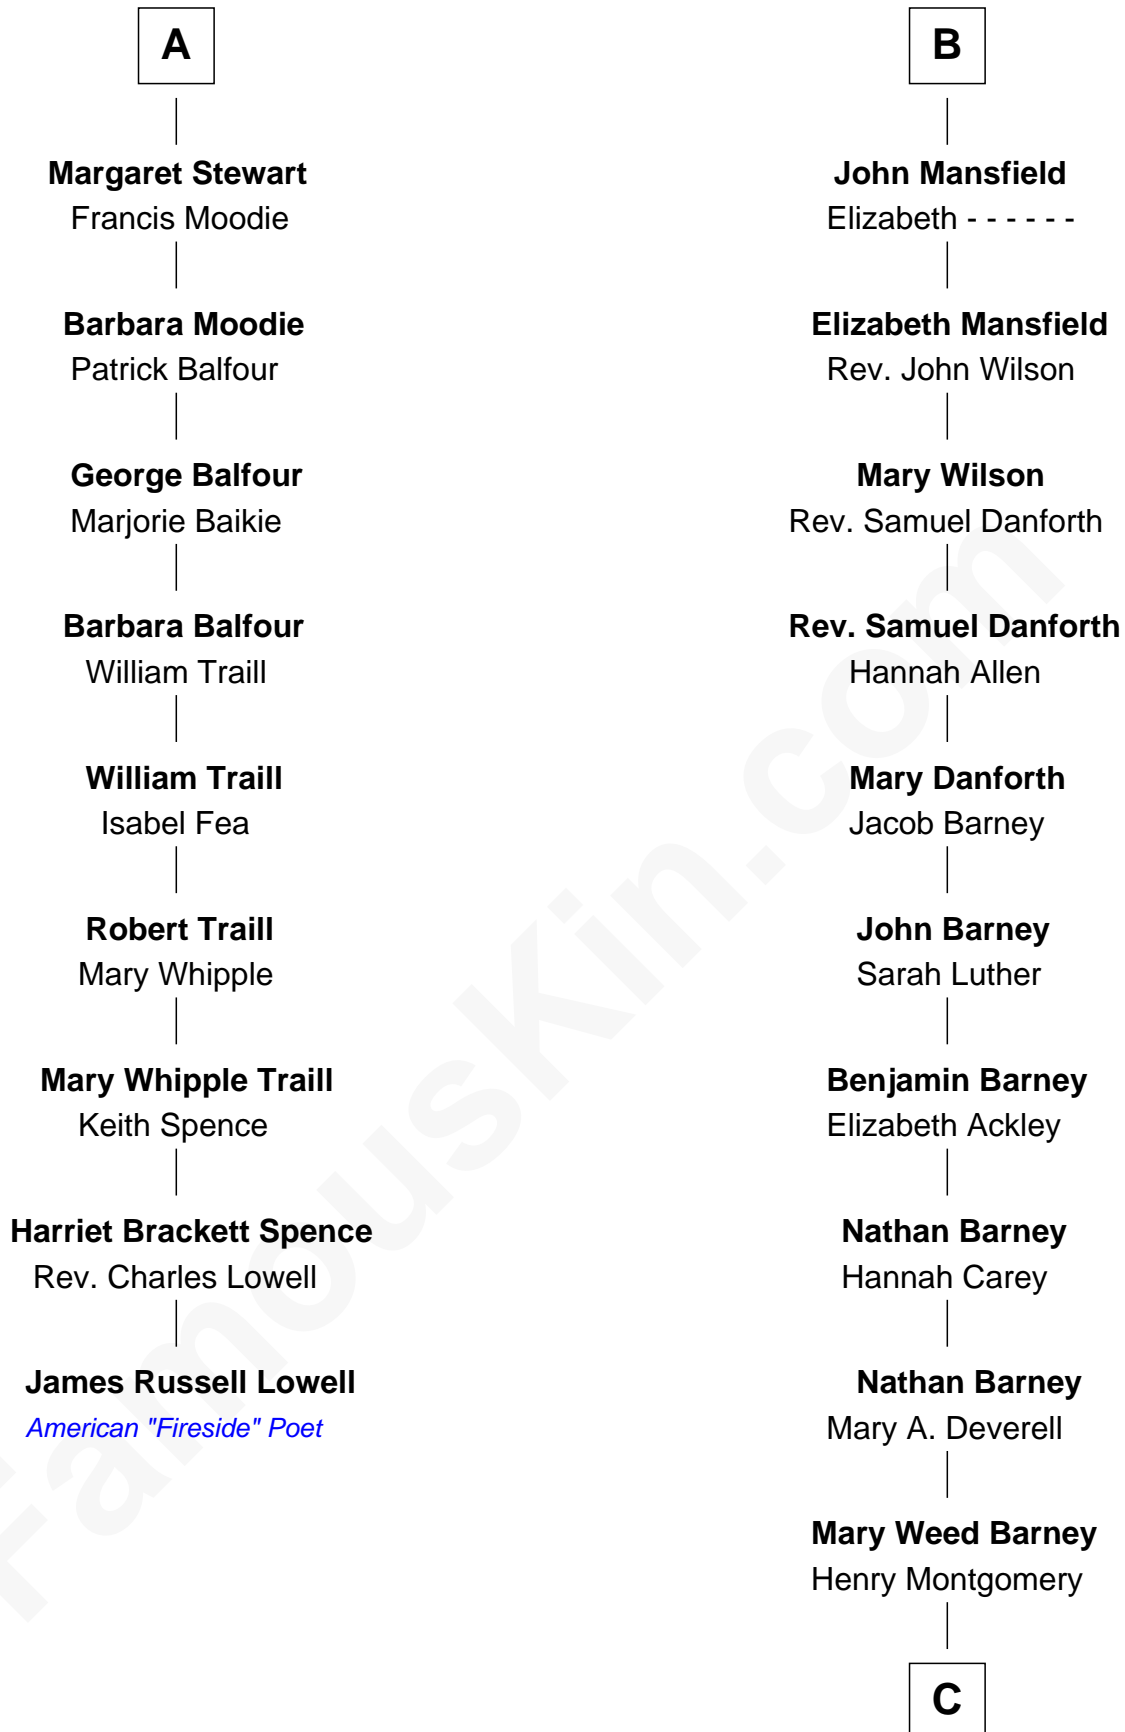 A
Margaret Stewart
Francis Moodie
Barbara Moodie
Patrick Balfour
George Balfour
Marjorie Baikie
Barbara Balfour
William Traill
William Traill
Isabel Fea
Robert Traill
Mary Whipple
Mary Whipple Traill
Keith Spence
Harriet Brackett Spence
Rev. Charles Lowell
James Russell Lowell
American "Fireside" Poet
B
John Mansfield
Elizabeth - - - - - -
Elizabeth Mansfield
Rev. John Wilson
Mary Wilson
Rev. Samuel Danforth
Rev. Samuel Danforth
Hannah Allen
Mary Danforth
Jacob Barney
John Barney
Sarah Luther
Benjamin Barney
Elizabeth Ackley
Nathan Barney
Hannah Carey
Nathan Barney
Mary A. Deverell
Mary Weed Barney
Henry Montgomery
C
FamousKin.com